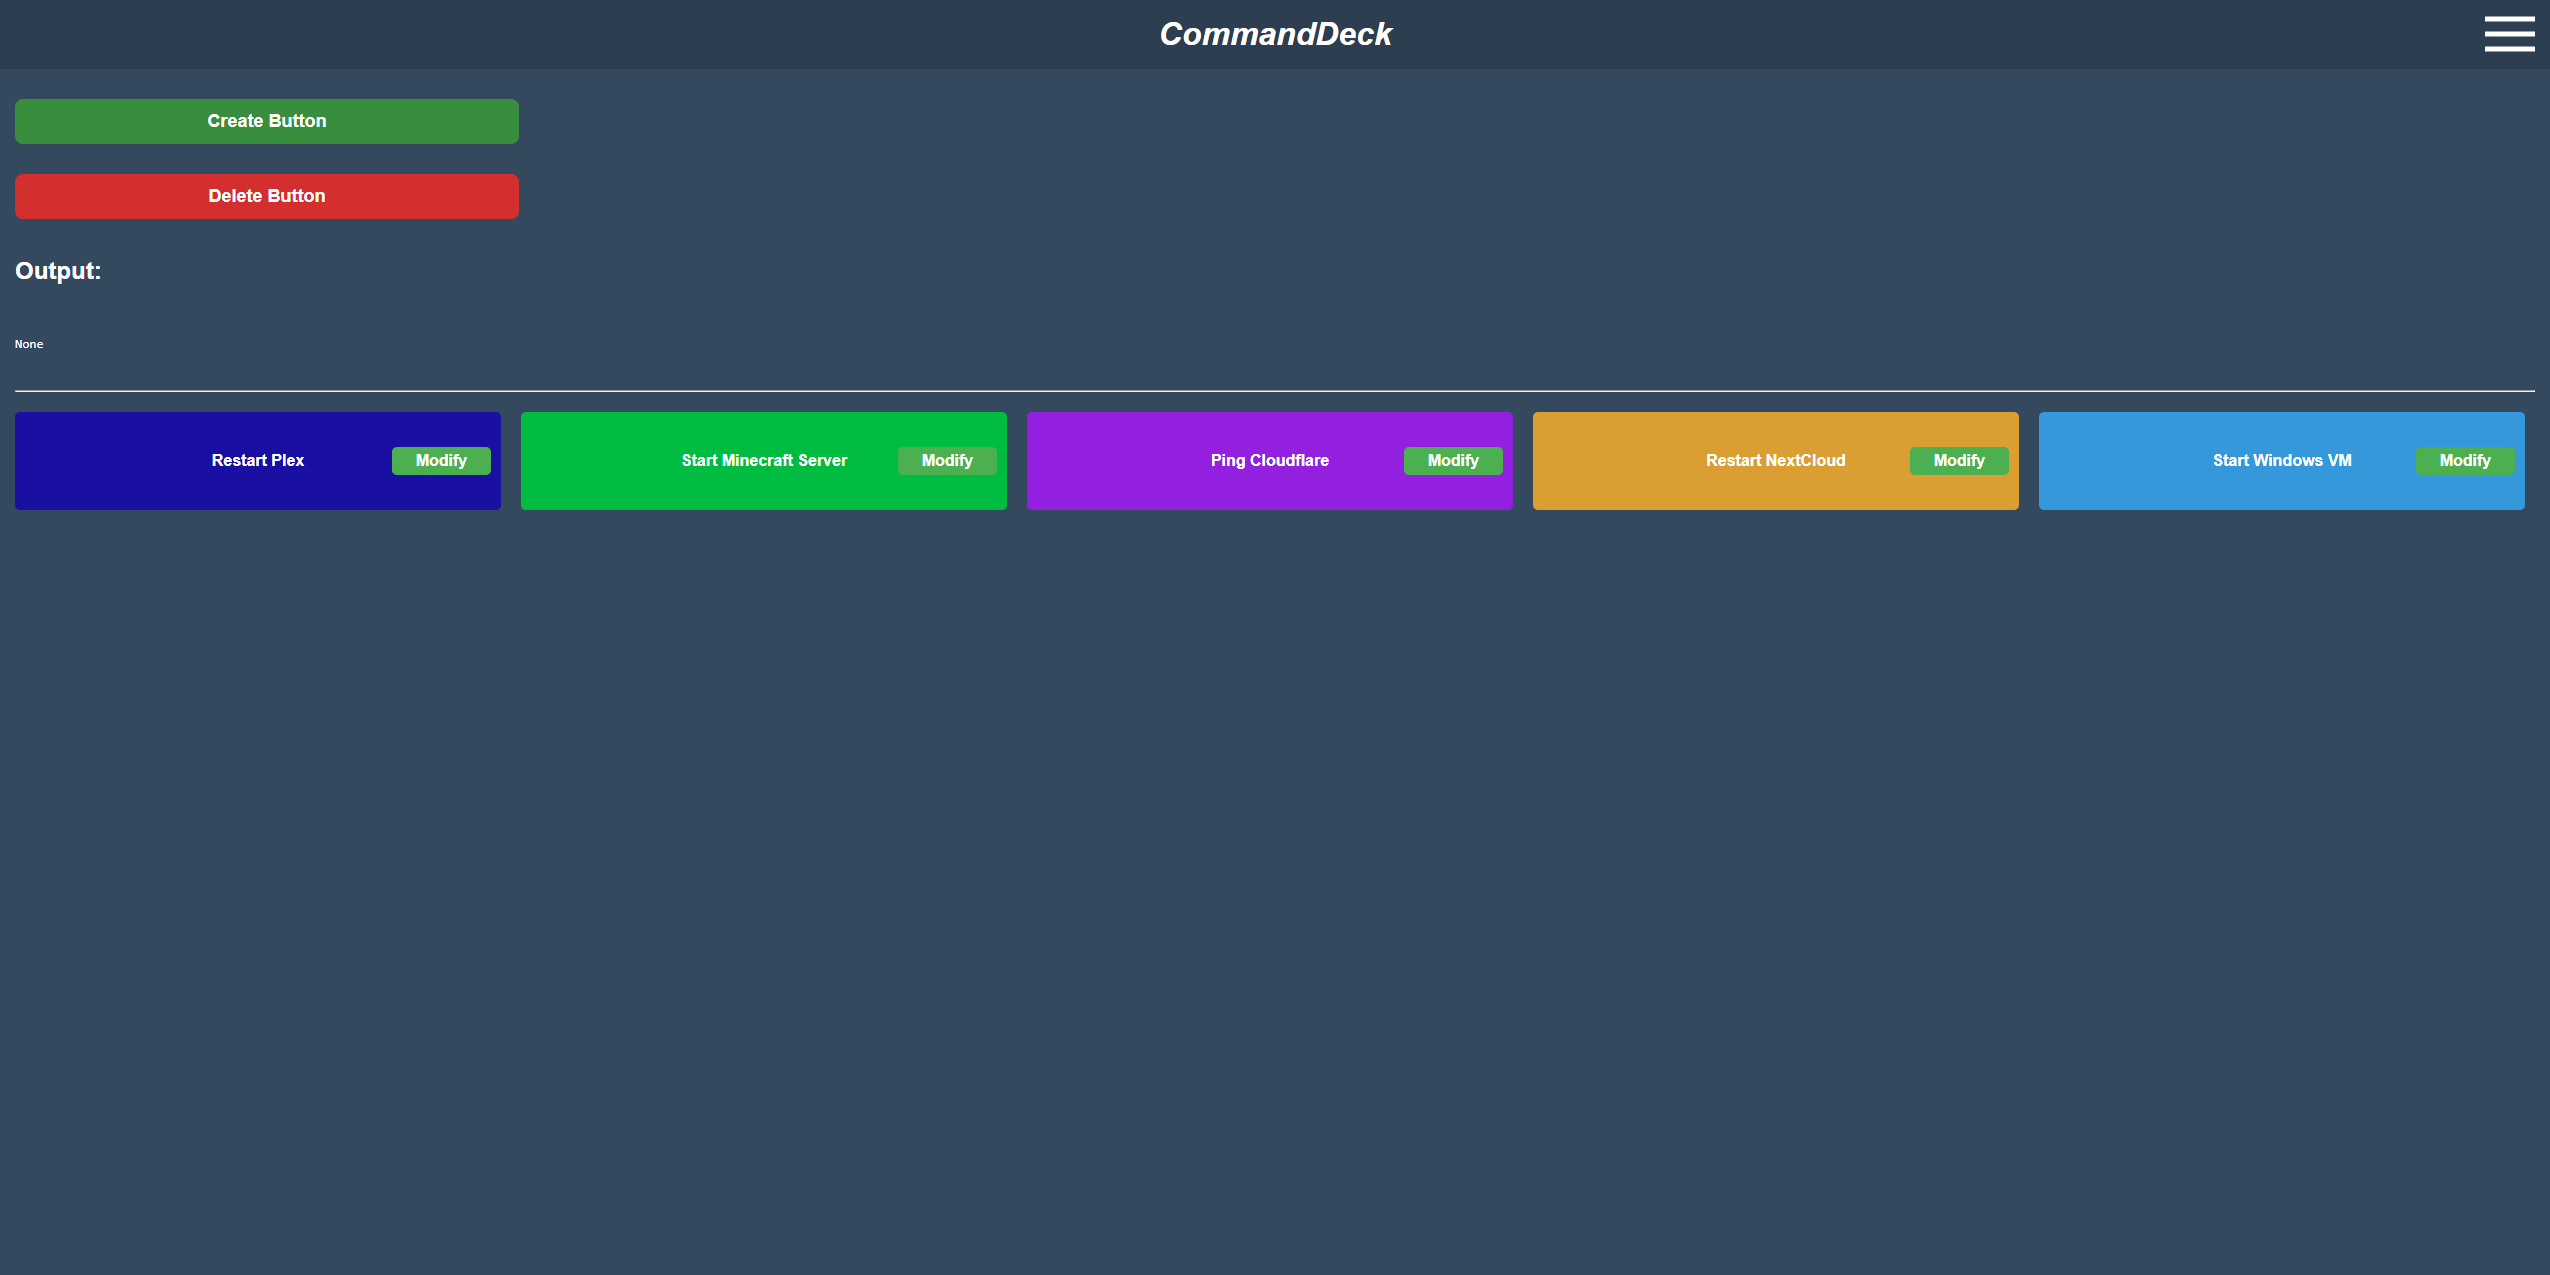 CommandDeck
Create Button
Delete Button
Output:
None
Restart Plex Modify Start Minecraft Server Modify Ping Cloudflare Modify Restart NextCloud Modify Start Windows VM Modify